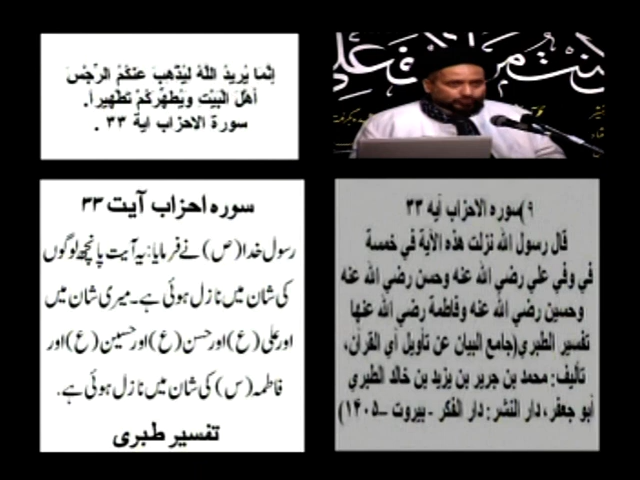 إِنَّمَا يُرِيدُ اللَّهُ لِيُذْهِبَ عَنكُمُ الرِّجْسَ
أَهْلَ الْبَيْتِ وَيُطَهِّرَكُمْ تَطْهِيراً.
سورة الاحزاب اية ٣٣ .
كنت مولاه فعلي
سورہ احزاب آیت ۳۳
رسول خدا (ص) نے فرمایا: یہ آیت پانچ لوگوں
کی شان میں نازل ہوئی ہے۔ میری شان میں
اور علی (ع) اور حسن (ع) اور حسین (ع) اور
فاطمہ (س) کی شان میں نازل ہوئی ہے۔
تفسیر طبری
٩)سوره الاحزاب أيه ٣٣
قال رسول الله نزلت هذه الآية في خمسة
في وفي علي رضي الله عنه وحسن رضي الله عنه
وحسين رضي الله عنه وفاطمة رضي الله عنها
تفسير الطبري(جامع البيان عن تأويل آي القرآن،
تأليف: محمد بن جرير بن يزيد بن خالد الطبري
أبو جعفر، دار النشر: دار الفكر - بيروت –١٤٠٥)